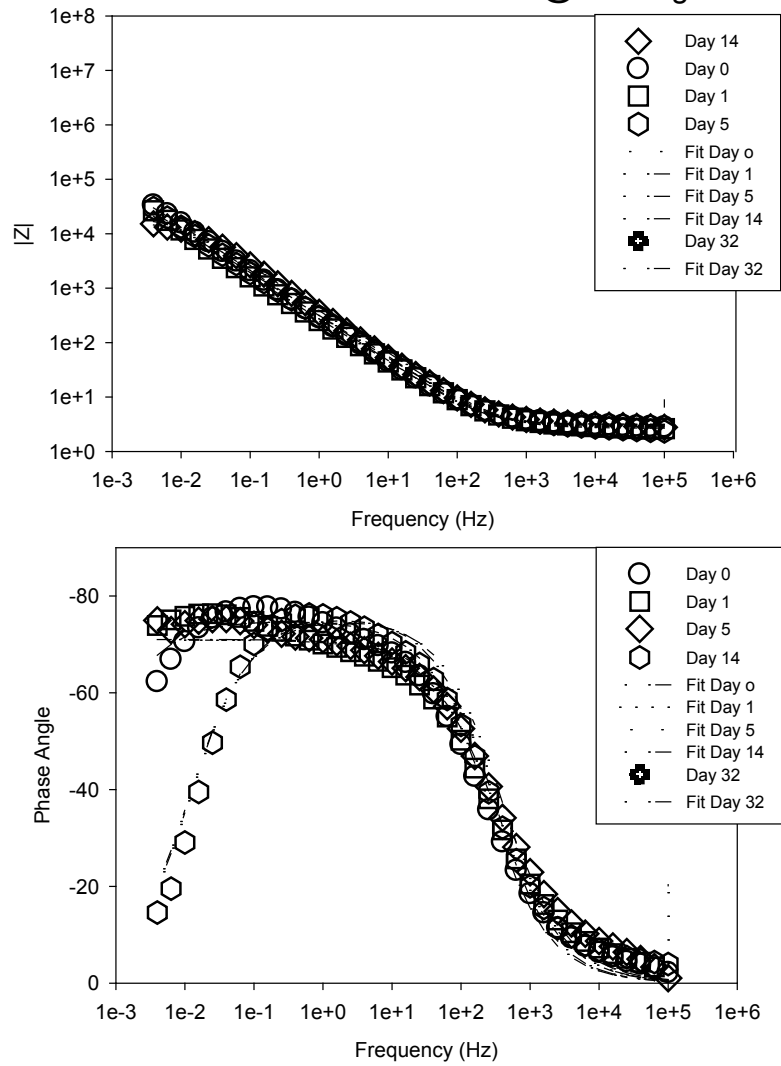 1e+8
1e+7
1e+6
1e+5
1e+4
1e+3
1e+2
1e+1
1e+0
|Z|
1e-3 1e-2 1e-1 1e+0 1e+1 1e+2 1e+3 1e+4 1e+5 1e+6
Frequency (Hz)
Day 14
Day 0
Day 1
Day 5
Fit Day o
Fit Day 1
Fit Day 5
Fit Day 14
Day 32
Fit Day 32
-80
-60
-40
-20
0
Phase Angle
1e-3 1e-2 1e-1 1e+0 1e+1 1e+2 1e+3 1e+4 1e+5 1e+6
Frequency (Hz)
Day 0
Day 1
Day 5
Day 14
Fit Day o
Fit Day 1
Fit Day 5
Fit Day 14
Day 32
Fit Day 32